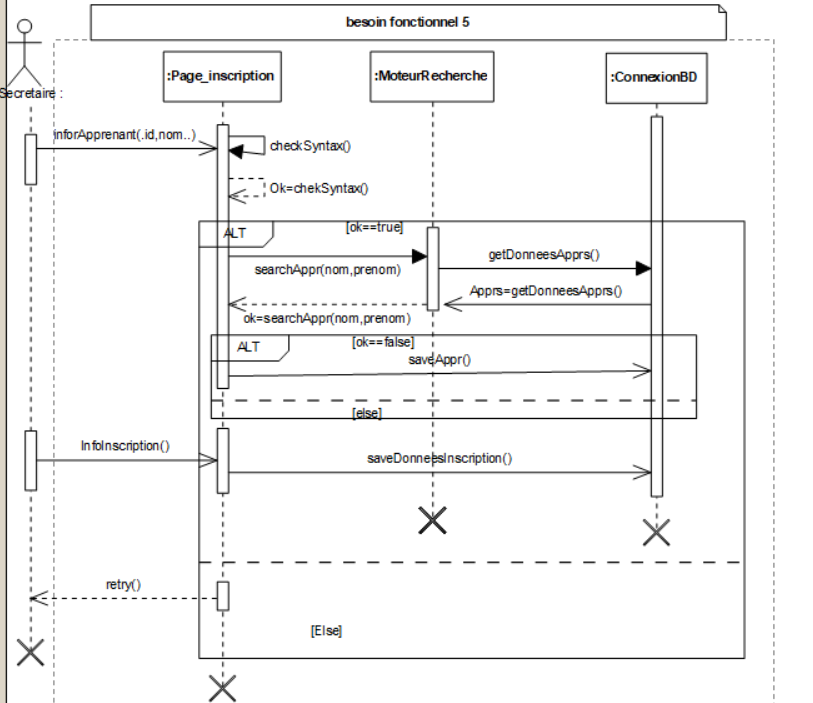 besoin fonctionnel 5
Secretaire :
:Page_inscription
:MoteurRecherche
:ConnexionBD
inforApprenant(.id,nom..)
checkSyntax()
Ok=chekSyntax()
ALT
[ok==true]
searchAppr(nom,prenom)
getDonneesApprs()
Apprs=getDonneesApprs()
ok=searchAppr(nom,prenom)
ALT
[ok==false]
saveAppr()
[else]
InfoInscription()
saveDonneesInscription()
retry()
[Else]